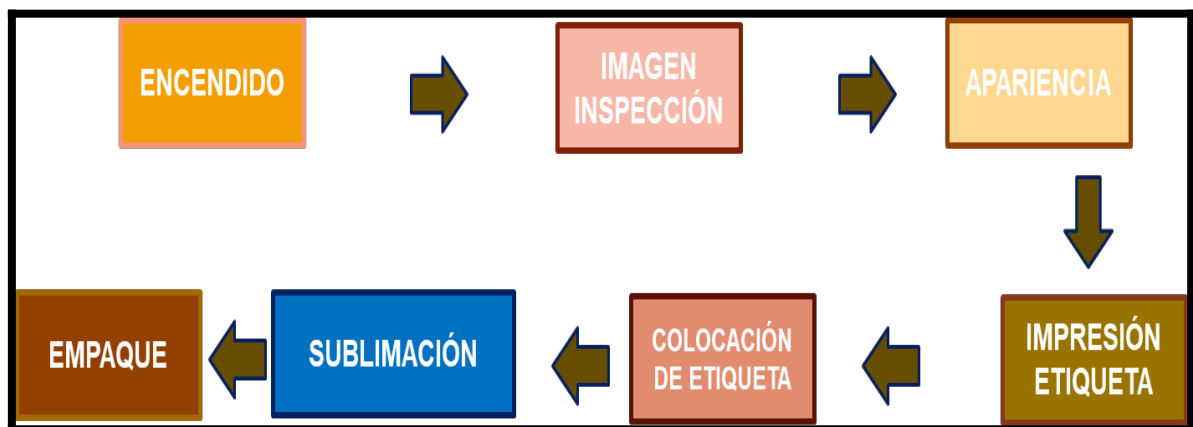 ENCENDIDO
IMAGEN
INSPECCIÓN
APARIENCIA
IMPRESIÓN
ETIQUETA
COLOCACIÓN
DE ETIQUETA
SUBLIMACIÓN
EMPAQUE